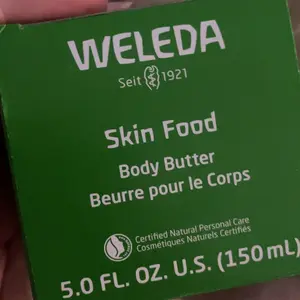 WELEDA
Seit 1921
Skin Food
Body Butter
Beurre pour le Corps
Certified Natural Personal Care
Cosmétiques Naturels Certifiés
5.0 FL. OZ. U.S. (150 mL)